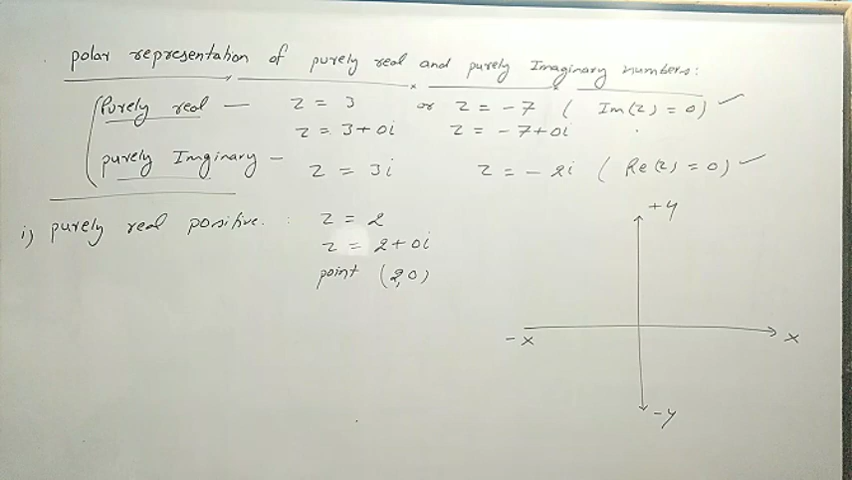 polar representation of purely real and purely Imaginary numbers:
Purely real — z = 3 or z = -7 ( Im(z) = 0)
z = 3+0i z = -7+0i
purely Imginary - z = 3i z = -2i ( Re(z) = 0)
i) purely real positive. : z = 2
z = 2+0i
point (2,0)
+y
-x x
-y